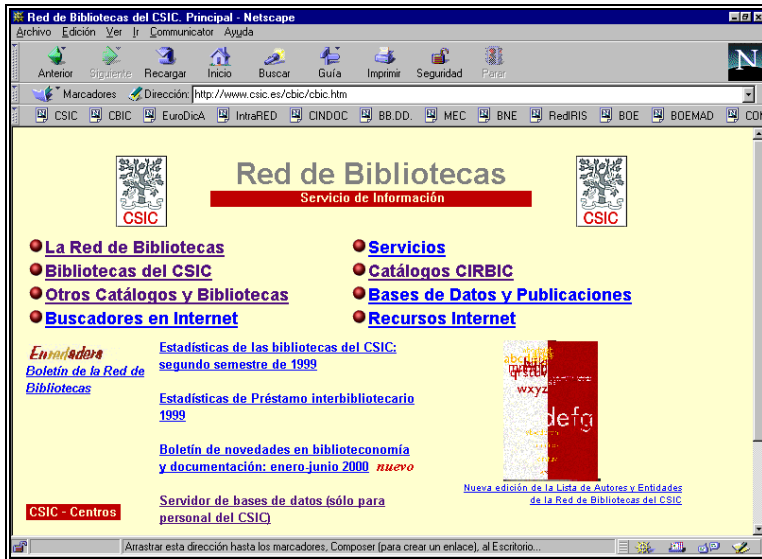 Red de Bibliotecas del CSIC. Principal - Netscape
Archivo Edición Ver Ir Communicator Ayuda
Anterior Siguiente Recargar Inicio Buscar Guía Imprimir Seguridad Parar
N
Marcadores Dirección: http://www.csic.es/cbic/cbic.htm
CSIC CBIC EuroDicA IntraRED CINDOC BB.DD. MEC BNE RedIRIS BOE BOEMAD CON
Red de Bibliotecas
Servicio de Información
CSIC
CSIC
La Red de Bibliotecas
Servicios
Bibliotecas del CSIC
Catálogos CIRBIC
Otros Catálogos y Bibliotecas
Bases de Datos y Publicaciones
Buscadores en Internet
Recursos Internet
Enredadera
Boletín de la Red de
Bibliotecas
Estadísticas de las bibliotecas del CSIC:
segundo semestre de 1999
Estadísticas de Préstamo interbibliotecario
1999
Boletín de novedades en biblioteconomía
y documentación: enero-junio 2000 nuevo
Servidor de bases de datos (sólo para
personal del CSIC)
CSIC - Centros
wxyz
defg
Nueva edición de la Lista de Autores y Entidades
de la Red de Bibliotecas del CSIC
Arrastrar esta dirección hasta los marcadores, Composer (para crear un enlace), al Escritorio...